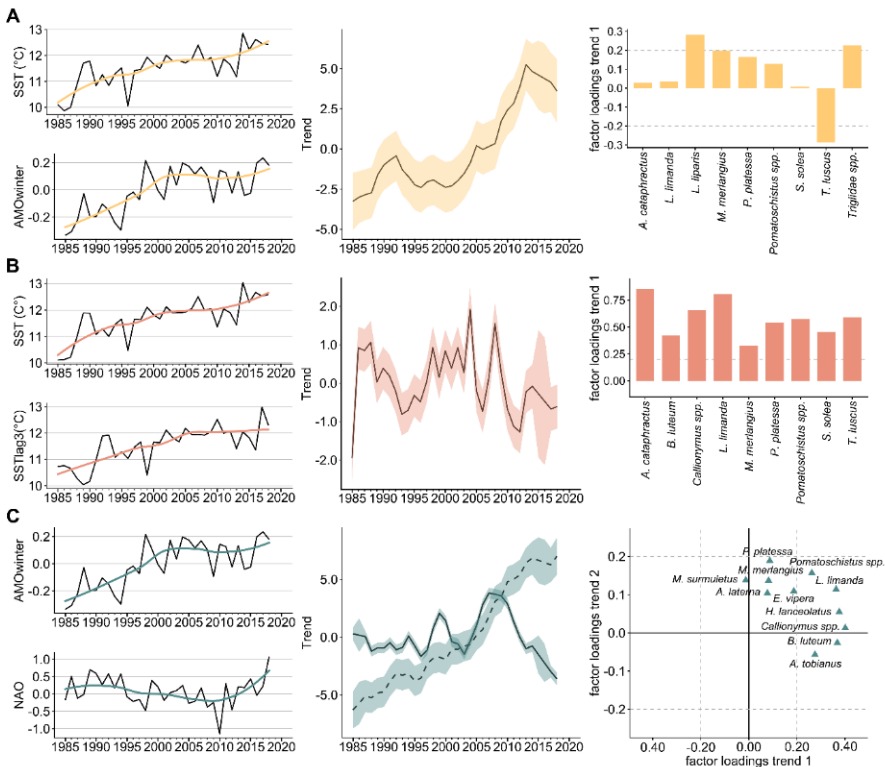 A
SST (°C)
13
12
11
10
1985 1990 1995 2000 2005 2010 2015 2020
AMOwinter
0.2
0.0
-0.2
1985 1990 1995 2000 2005 2010 2015 2020
Trend
5.0
2.5
0.0
-2.5
-5.0
1985 1990 1995 2000 2005 2010 2015 2020
factor loadings trend 1
0.3
0.2
0.1
0.0
-0.1
-0.2
-0.3
A. cataphractus
L. limanda
L. liparis
M. merlangius
P. platessa
Pomatoschistus spp.
S. solea
T. luscus
Triglidae spp.
B
SST (C°)
13
12
11
10
1985 1990 1995 2000 2005 2010 2015 2020
SSTlag3(C°)
13
12
11
10
1985 1990 1995 2000 2005 2010 2015 2020
Trend
2.0
1.0
0.0
-1.0
-2.0
1985 1990 1995 2000 2005 2010 2015 2020
factor loadings trend 1
0.75
0.50
0.25
0.00
A. cataphractus
B. luteum
Callionymus spp.
L. limanda
M. merlangius
P. platessa
Pomatoschistus spp.
S. solea
T. luscus
C
AMOwinter
0.2
0.0
-0.2
1985 1990 1995 2000 2005 2010 2015 2020
NAO
1.0
0.5
0.0
-0.5
-1.0
1985 1990 1995 2000 2005 2010 2015 2020
Trend
5.0
0.0
-5.0
1985 1990 1995 2000 2005 2010 2015 2020
factor loadings trend 2
0.2
0.1
0.0
-0.1
-0.2
P. platessa
Pomatoschistus spp.
M. merlangius
M. surmuletus
L. limanda
A. laterna
E. vipera
H. lanceolatus
Callionymus spp.
B. luteum
A. tobianus
0.40 0.20 0.00 0.20 0.40
factor loadings trend 1